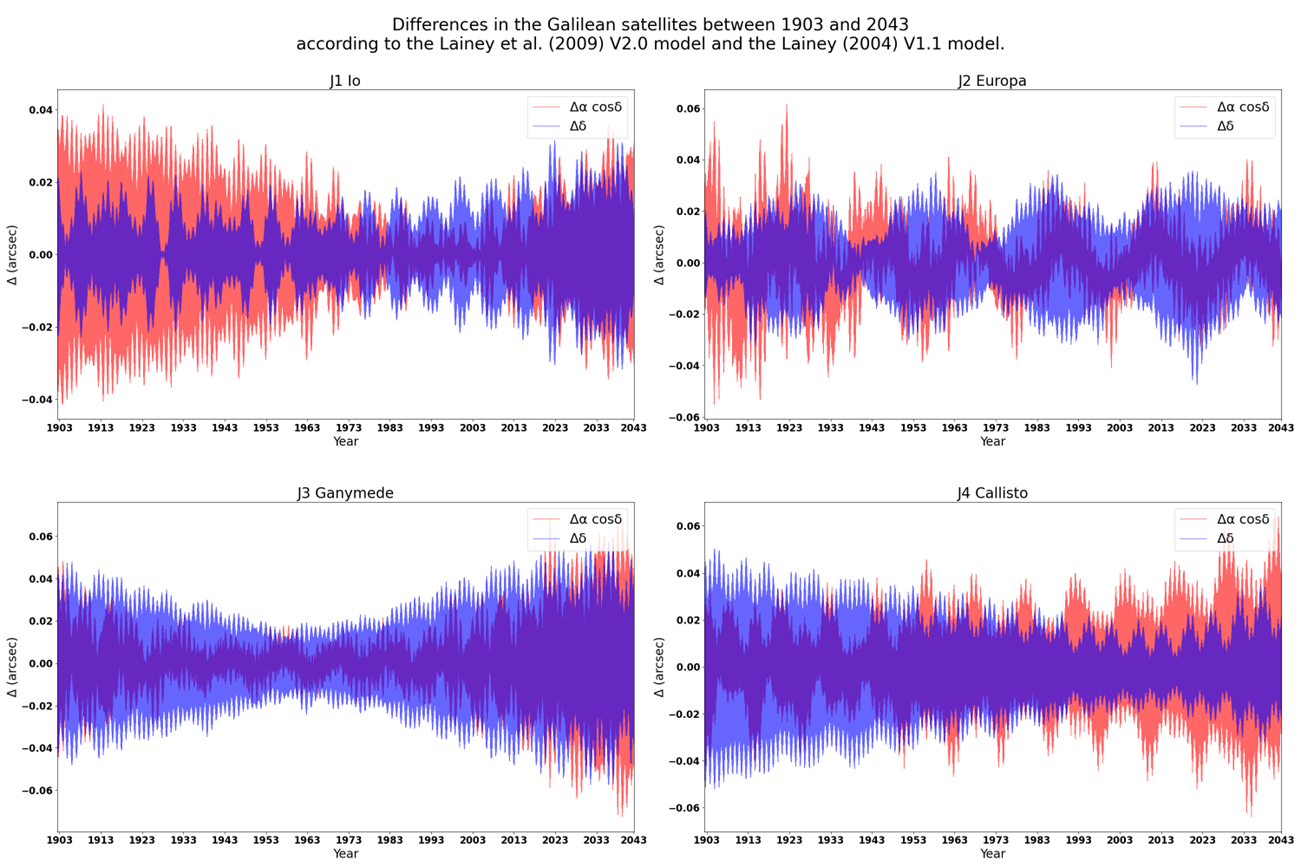 Differences in the Galilean satellites between 1903 and 2043
according to the Lainey et al. (2009) V2.0 model and the Lainey (2004) V1.1 model.
J1 Io
Δα cosδ
Δδ
0.04
0.02
0.00
−0.02
−0.04
Δ (arcsec)
1903 1913 1923 1933 1943 1953 1963 1973 1983 1993 2003 2013 2023 2033 2043
Year
J2 Europa
Δα cosδ
Δδ
0.06
0.04
0.02
0.00
−0.02
−0.04
−0.06
Δ (arcsec)
1903 1913 1923 1933 1943 1953 1963 1973 1983 1993 2003 2013 2023 2033 2043
Year
J3 Ganymede
Δα cosδ
Δδ
0.06
0.04
0.02
0.00
−0.02
−0.04
−0.06
Δ (arcsec)
1903 1913 1923 1933 1943 1953 1963 1973 1983 1993 2003 2013 2023 2033 2043
Year
J4 Callisto
Δα cosδ
Δδ
0.06
0.04
0.02
0.00
−0.02
−0.04
−0.06
Δ (arcsec)
1903 1913 1923 1933 1943 1953 1963 1973 1983 1993 2003 2013 2023 2033 2043
Year